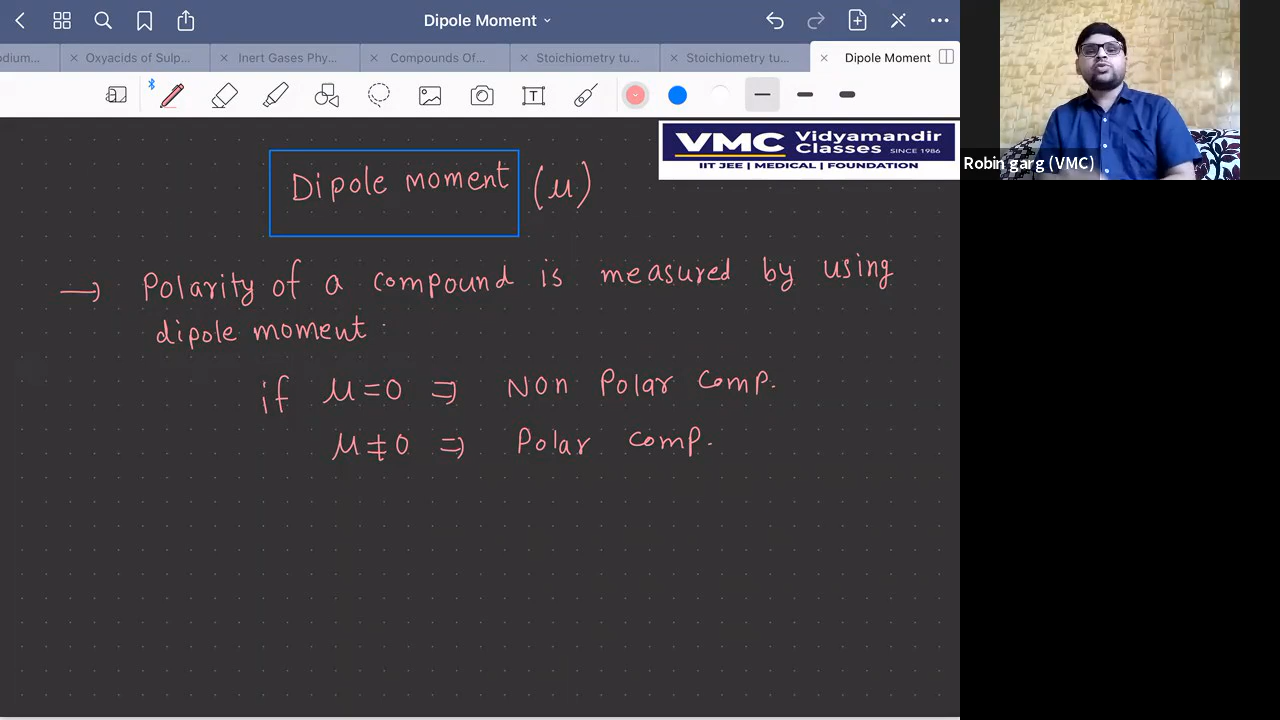 Dipole Moment
odium...
Oxyacids of Sulp...
Inert Gases Phy...
Compounds Of...
Stoichiometry tu...
Stoichiometry tu...
Dipole Moment
T
VMC Vidyamandir Classes SINCE 1986
IIT JEE | MEDICAL | FOUNDATION
Robin garg (VMC)
Dipole moment (μ)
→ Polarity of a compound is measured by using
dipole moment :
if μ = 0 ⇒ Non Polar comp.
μ ≠ 0 ⇒ Polar comp.